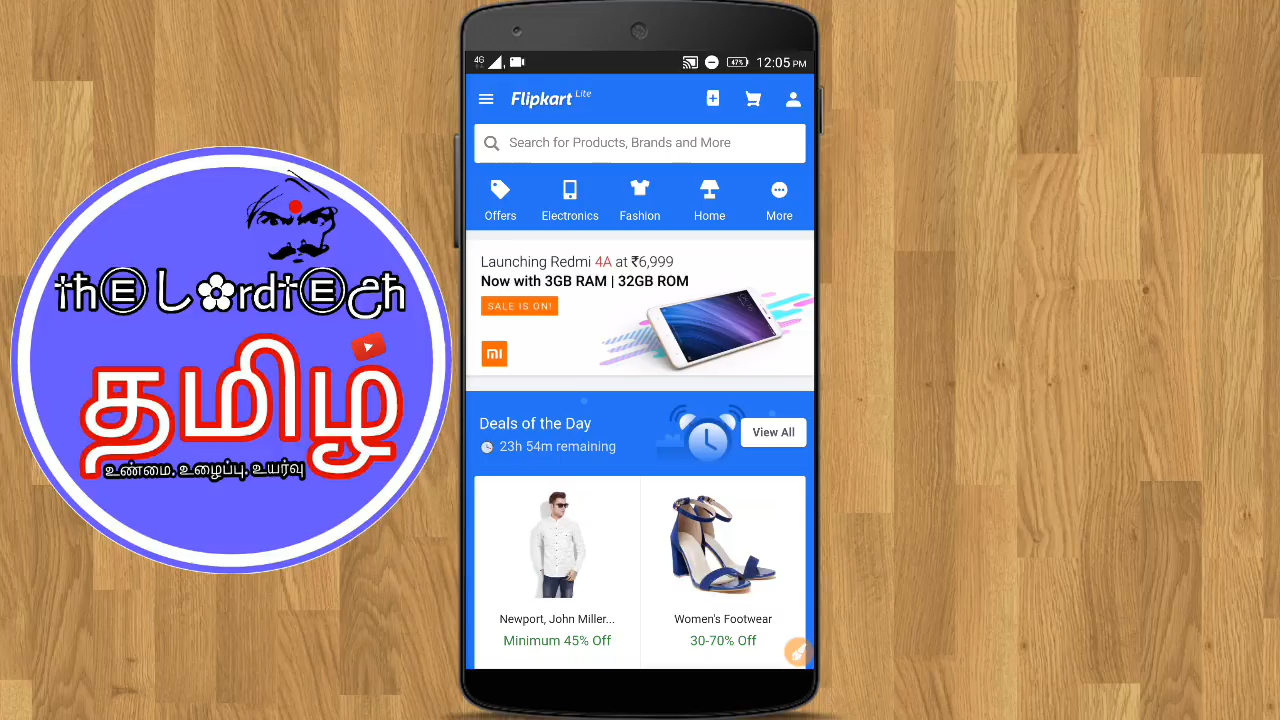 thE LordtEch
தமிழ்
உண்மை. உழைப்பு. உயர்வு
4G
47%
12:05 PM
Flipkart Lite
Search for Products, Brands and More
Offers
Electronics
Fashion
Home
More
Launching Redmi 4A at ₹6,999
Now with 3GB RAM | 32GB ROM
SALE IS ON!
mi
Deals of the Day
23h 54m remaining
View All
Newport, John Miller...
Minimum 45% Off
Women's Footwear
30-70% Off